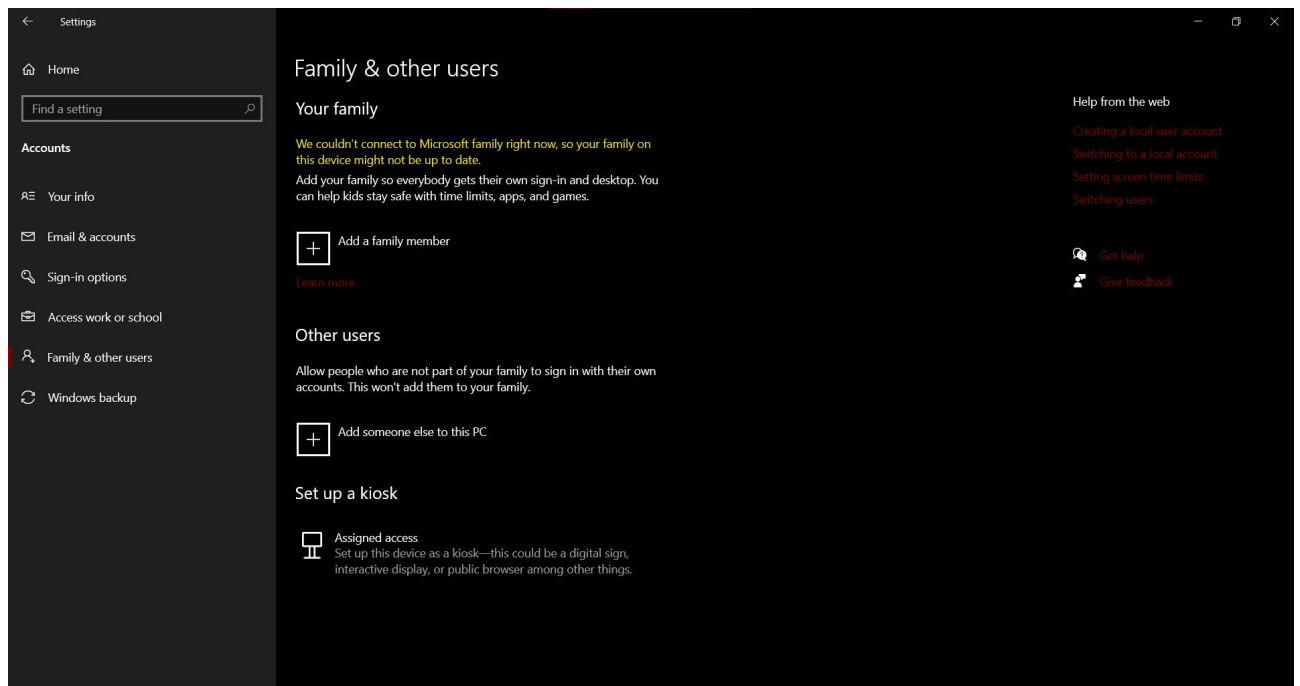 Settings
Home
Find a setting
Accounts
Your info
Email & accounts
Sign-in options
Access work or school
Family & other users
Windows backup
Family & other users
Your family
We couldn't connect to Microsoft family right now, so your family on
this device might not be up to date.
Add your family so everybody gets their own sign-in and desktop. You
can help kids stay safe with time limits, apps, and games.
Add a family member
Learn more
Other users
Allow people who are not part of your family to sign in with their own
accounts. This won't add them to your family.
Add someone else to this PC
Set up a kiosk
Assigned access
Set up this device as a kiosk—this could be a digital sign,
interactive display, or public browser among other things.
Help from the web
Creating a local user account
Switching to a local account
Setting screen time limits
Switching users
Get help
Give feedback